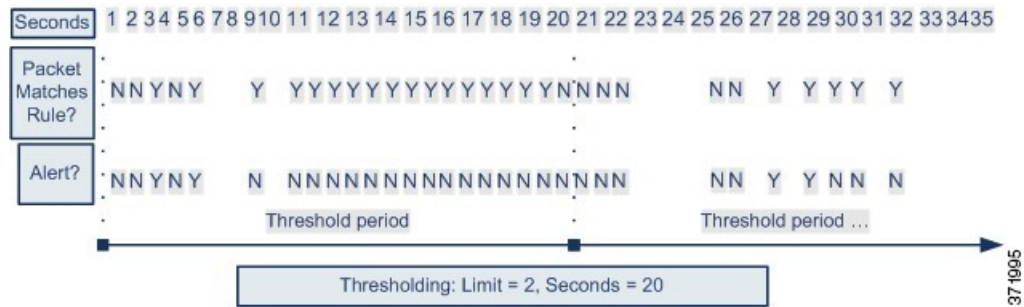 Seconds 1 2 3 4 5 6 7 8 9 10 11 12 13 14 15 16 17 18 19 20 21 22 23 24 25 26 27 28 29 30 31 32 33 34 35
Packet
Matches
Rule?
N N Y N Y Y Y Y Y Y Y Y Y Y Y Y Y Y Y Y N N N N N N Y Y Y Y Y
Alert?
N N Y N Y N N N N N N N N N N N N N N N N N N N N N Y Y N N N
Threshold period
Threshold period ...
Thresholding: Limit = 2, Seconds = 20
371995